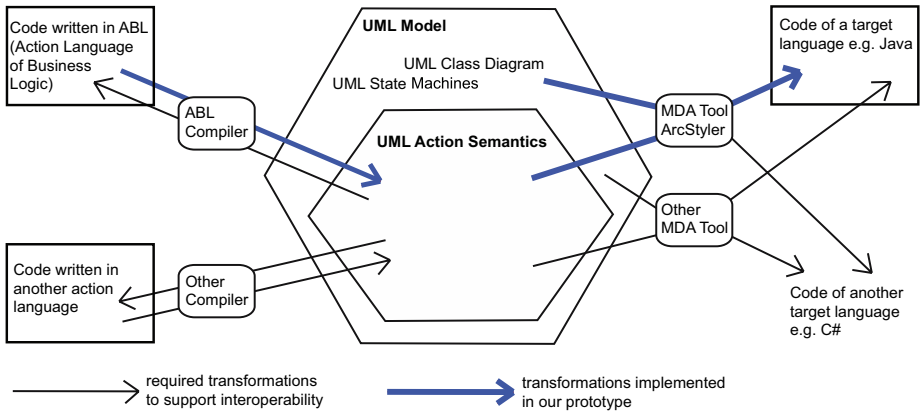 Code written in ABL
(Action Language
of Business
Logic)
ABL
Compiler
UML Model
UML Class Diagram
UML State Machines
UML Action Semantics
MDA Tool
ArcStyler
Code of a target
language e.g. Java
Other
MDA Tool
Code written in
another action
language
Other
Compiler
Code of another
target language
e.g. C#
required transformations
to support interoperability
transformations implemented
in our prototype